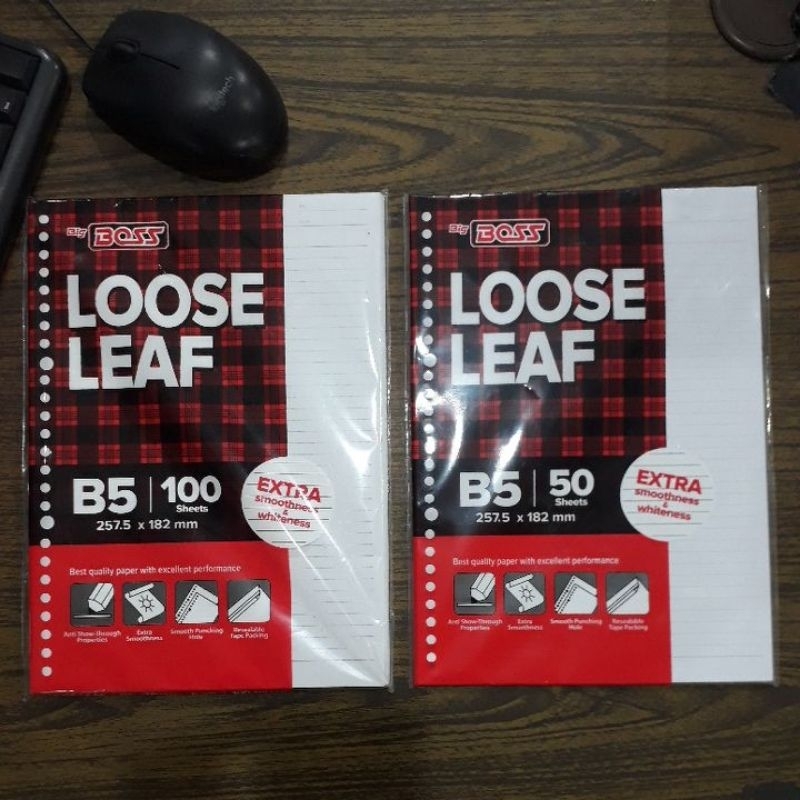 Logitech
Big BOSS
LOOSE
LEAF
B5 | 100
Sheets
257.5 x 182 mm
EXTRA
smoothness
&
whiteness
Best quality paper with excellent performance
Anti Show-Through
Properties
Extra
Smoothness
Smooth Punching
Hole
Resealable
Tape Packing
Big BOSS
LOOSE
LEAF
B5 | 50
Sheets
257.5 x 182 mm
EXTRA
smoothness
&
whiteness
Best quality paper with excellent performance
Anti Show-Through
Properties
Extra
Smoothness
Smooth Punching
Hole
Resealable
Tape Packing